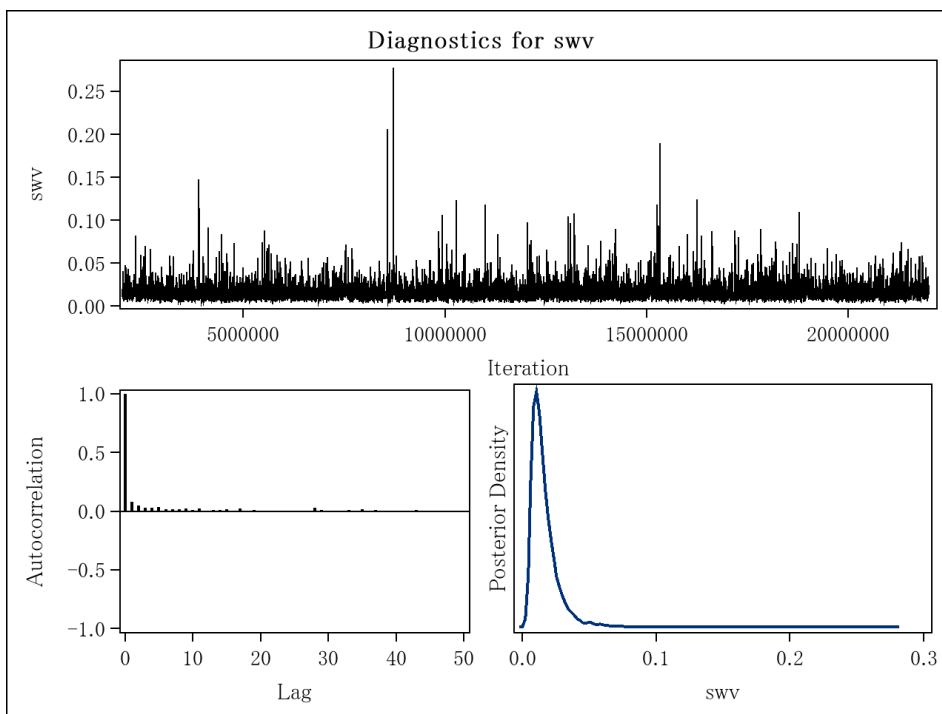 Diagnostics for swv
swv
0.25
0.20
0.15
0.10
0.05
0.00
5000000 10000000 15000000 20000000
Iteration
Autocorrelation
1.0
0.5
0.0
−0.5
−1.0
0 10 20 30 40 50
Lag
Posterior Density
0.0 0.1 0.2 0.3
swv